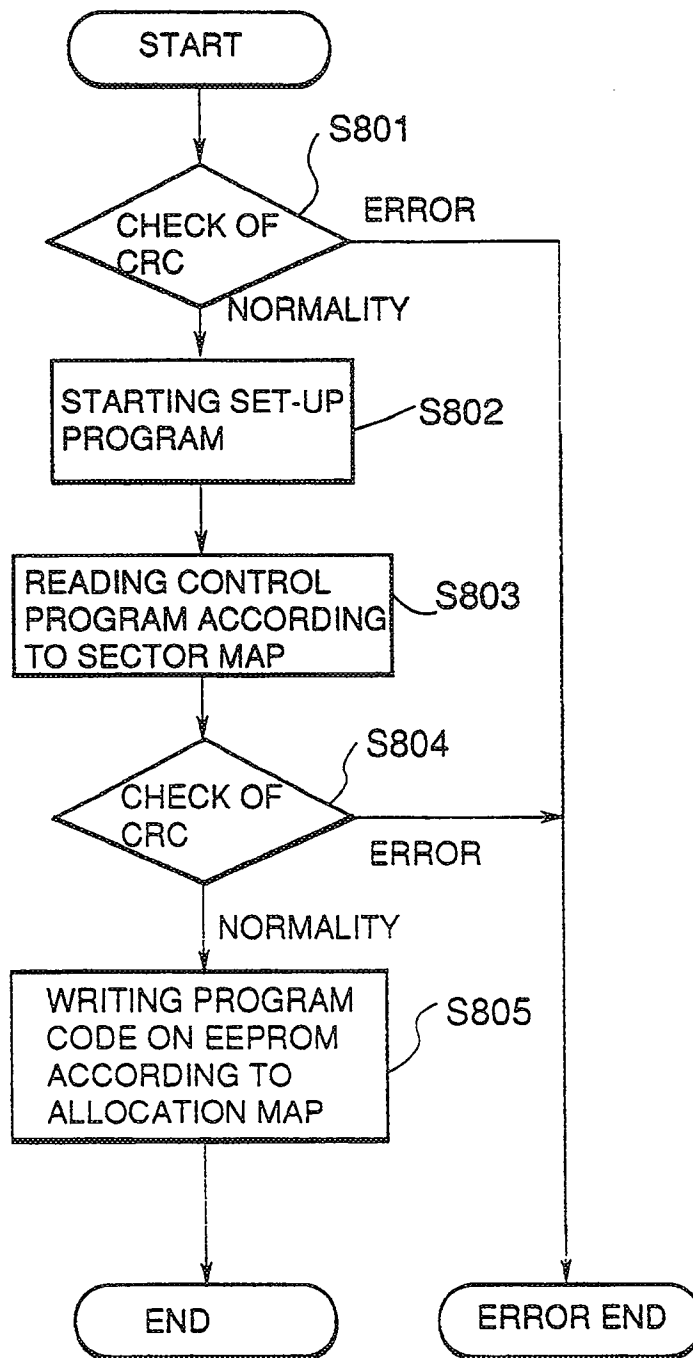 START
S801
ERROR
CHECK OF
CRC
NORMALITY
STARTING SET-UP
PROGRAM
S802
READING CONTROL
PROGRAM ACCORDING
TO SECTOR MAP
S803
S804
CHECK OF
CRC
ERROR
NORMALITY
WRITING PROGRAM
CODE ON EEPROM
ACCORDING TO
ALLOCATION MAP
S805
END
ERROR END